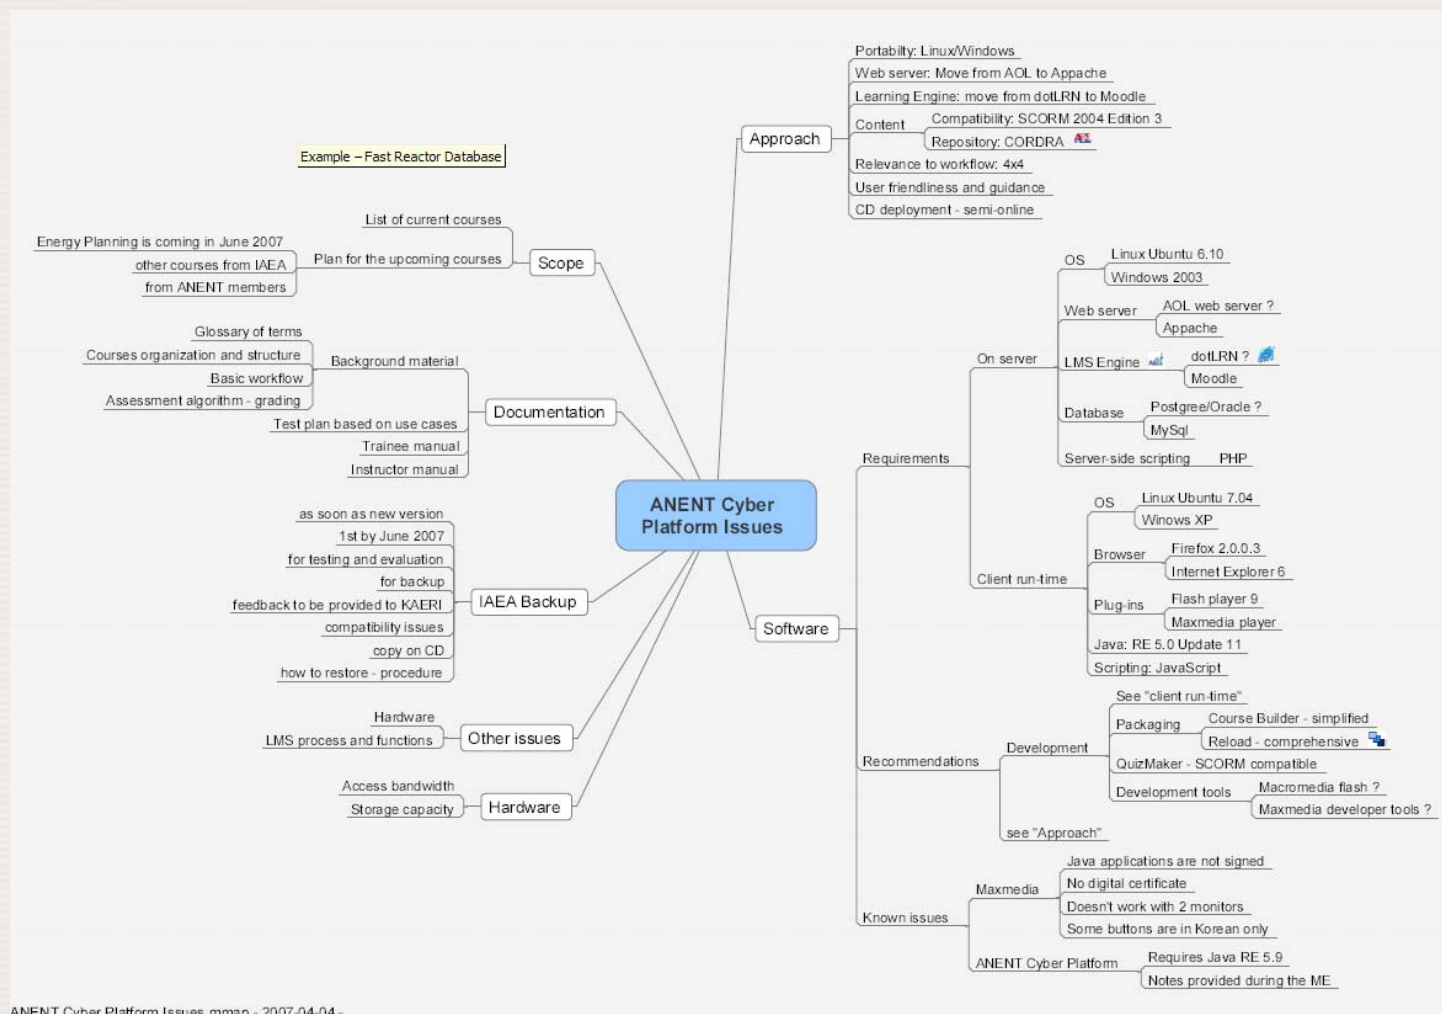 Example – Fast Reactor Database
ANENT Cyber
Platform Issues
Approach
Portabilty: Linux/Windows
Web server: Move from AOL to Appache
Learning Engine: move from dotLRN to Moodle
Content
Compatibility: SCORM 2004 Edition 3
Repository: CORDRA
Relevance to workflow: 4x4
User friendliness and guidance
CD deployment - semi-online
Scope
List of current courses
Plan for the upcoming courses
Energy Planning is coming in June 2007
other courses from IAEA
from ANENT members
Documentation
Background material
Glossary of terms
Courses organization and structure
Basic workflow
Assessment algorithm - grading
Test plan based on use cases
Trainee manual
Instructor manual
IAEA Backup
as soon as new version
1st by June 2007
for testing and evaluation
for backup
feedback to be provided to KAERI
compatibility issues
copy on CD
how to restore - procedure
Other issues
Hardware
LMS process and functions
Hardware
Access bandwidth
Storage capacity
Software
Requirements
On server
OS
Linux Ubuntu 6.10
Windows 2003
Web server
AOL web server ?
Appache
LMS Engine
dotLRN ?
Moodle
Database
Postgree/Oracle ?
MySql
Server-side scripting
PHP
Client run-time
OS
Linux Ubuntu 7.04
Winows XP
Browser
Firefox 2.0.0.3
Internet Explorer 6
Plug-ins
Flash player 9
Maxmedia player
Java: RE 5.0 Update 11
Scripting: JavaScript
Recommendations
Development
See "client run-time"
Packaging
Course Builder - simplified
Reload - comprehensive
QuizMaker - SCORM compatible
Development tools
Macromedia flash ?
Maxmedia developer tools ?
see "Approach"
Known issues
Maxmedia
Java applications are not signed
No digital certificate
Doesn't work with 2 monitors
Some buttons are in Korean only
ANENT Cyber Platform
Requires Java RE 5.9
Notes provided during the ME
ANENT Cyber Platform Issues.mmap - 2007-04-04 -